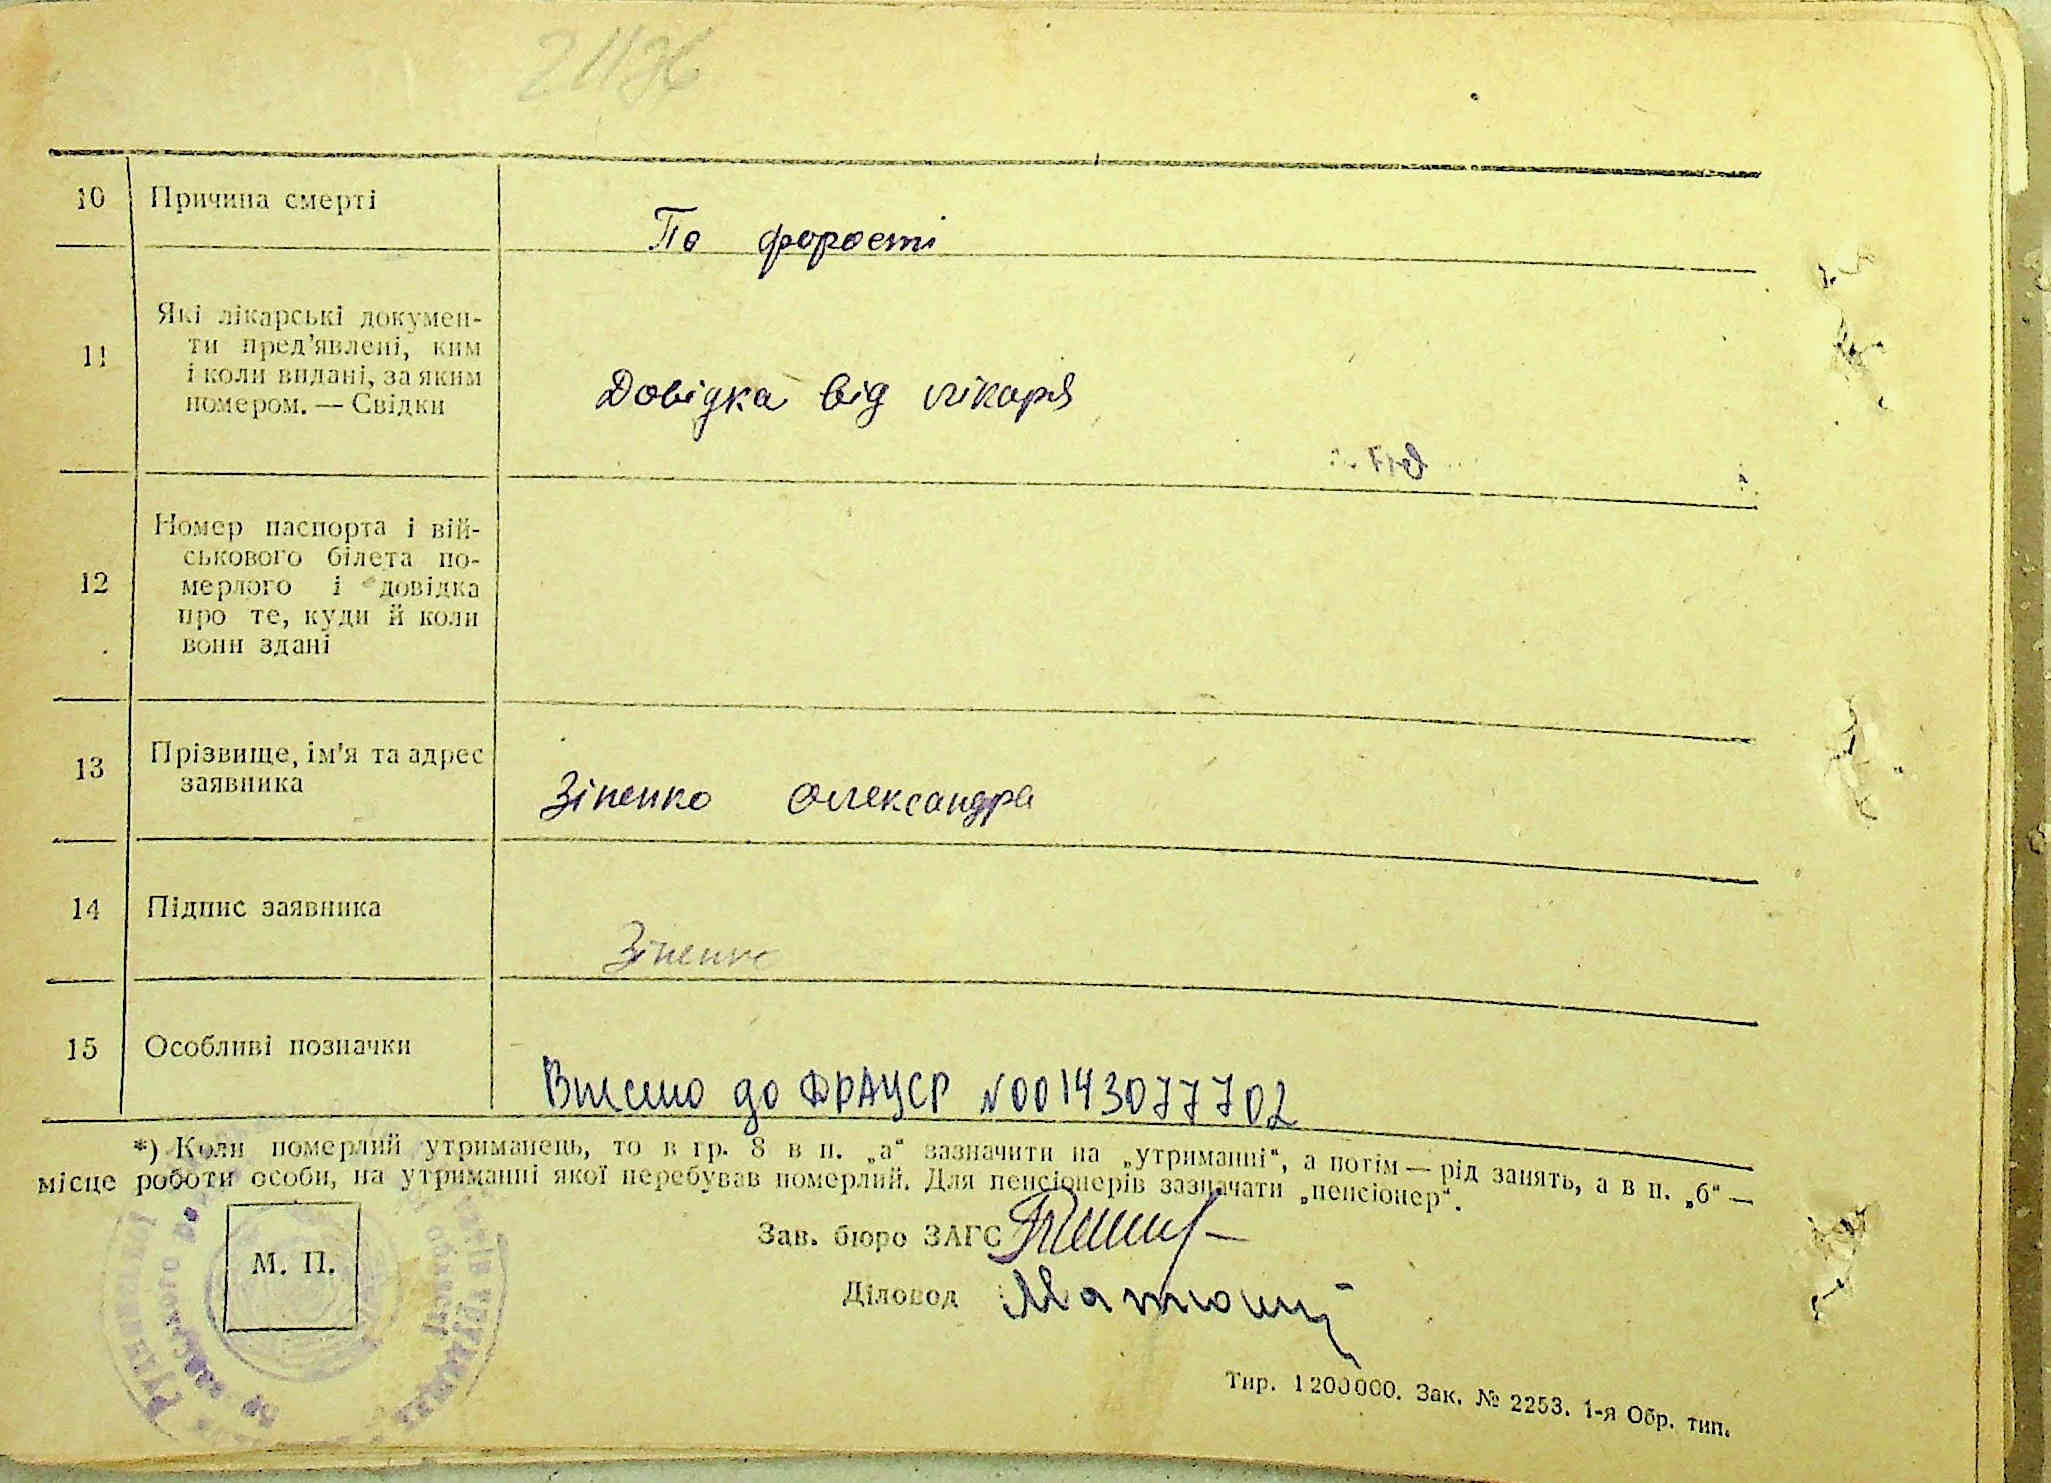 10 Причина смерті По форості
11 Які лікарські докумен-
ти пред'явлені, ким
і коли видані, за яким
номером. — Свідки
Довідка від лікаря
12 Номер паспорта і вій-
ськового білета по-
мерлого і довідка
про те, куди й коли
вони здані
13 Прізвище, ім'я та адрес
заявника
Зіненко Олександра
14 Підпис заявника
Зіненко
15 Особливі позначки
Внесено до ДРАЦСР №00143077702
*) Коли померлий утриманець, то в гр. 8 в п. „а“ зазначити на „утриманні“, а потім — рід занять, а в п. „б“ —
місце роботи особи, на утриманні якої перебував померлий. Для пенсіонерів зазначати „пенсіонер“.
М. П.
Зав. бюро ЗАГС
Діловод
Тир. 1200000. Зак. № 2253. 1-я Обр. тип.